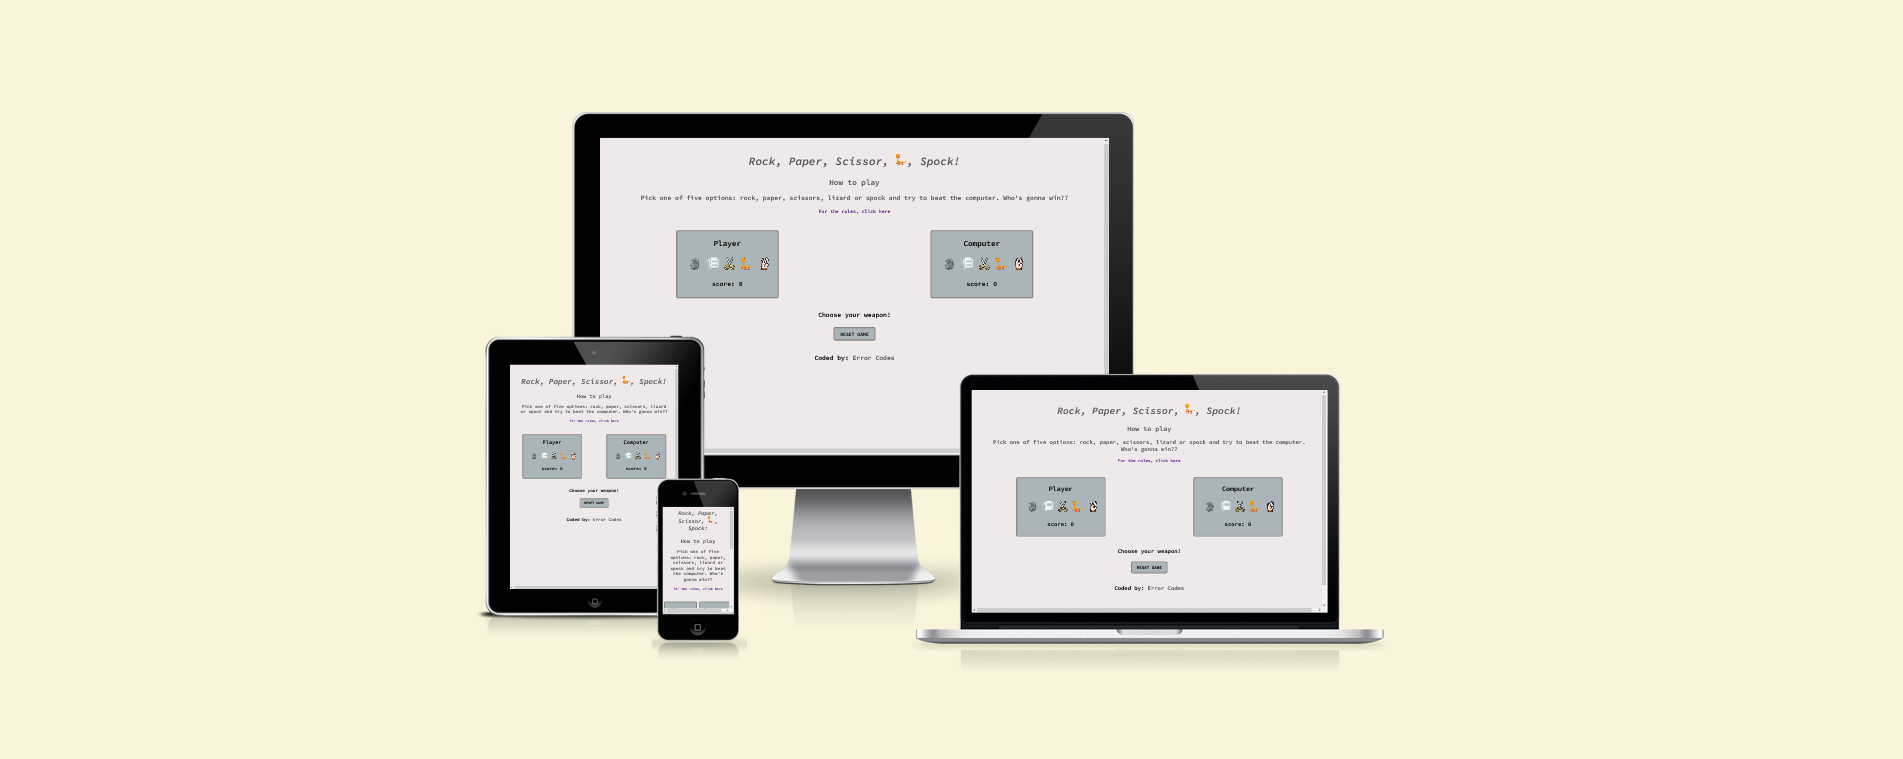 Rock, Paper, Scissor, , Spock!
How to play
Pick one of five options: rock, paper, scissors, lizard or spock and try to beat the computer. Who's gonna win??
For the rules, click here
Player
score: 0
Computer
score: 0
Choose your weapon!
RESET GAME
Coded by: Error Codes
Rock, Paper, Scissor, , Spock!
How to play
Pick one of five options: rock, paper, scissors, lizard
or spock and try to beat the computer. Who's gonna win??
For the rules, click here
Player
score: 0
Computer
score: 0
Choose your weapon!
RESET GAME
Coded by: Error Codes
Rock, Paper,
Scissor, ,
Spock!
How to play
Pick one of five
options: rock, paper,
scissors, lizard or
spock and try to beat
the computer. Who's
gonna win??
For the rules, click here
Rock, Paper, Scissor, , Spock!
How to play
Pick one of five options: rock, paper, scissors, lizard or spock and try to beat the computer.
Who's gonna win??
For the rules, click here
Player
score: 0
Computer
score: 0
Choose your weapon!
RESET GAME
Coded by: Error Codes